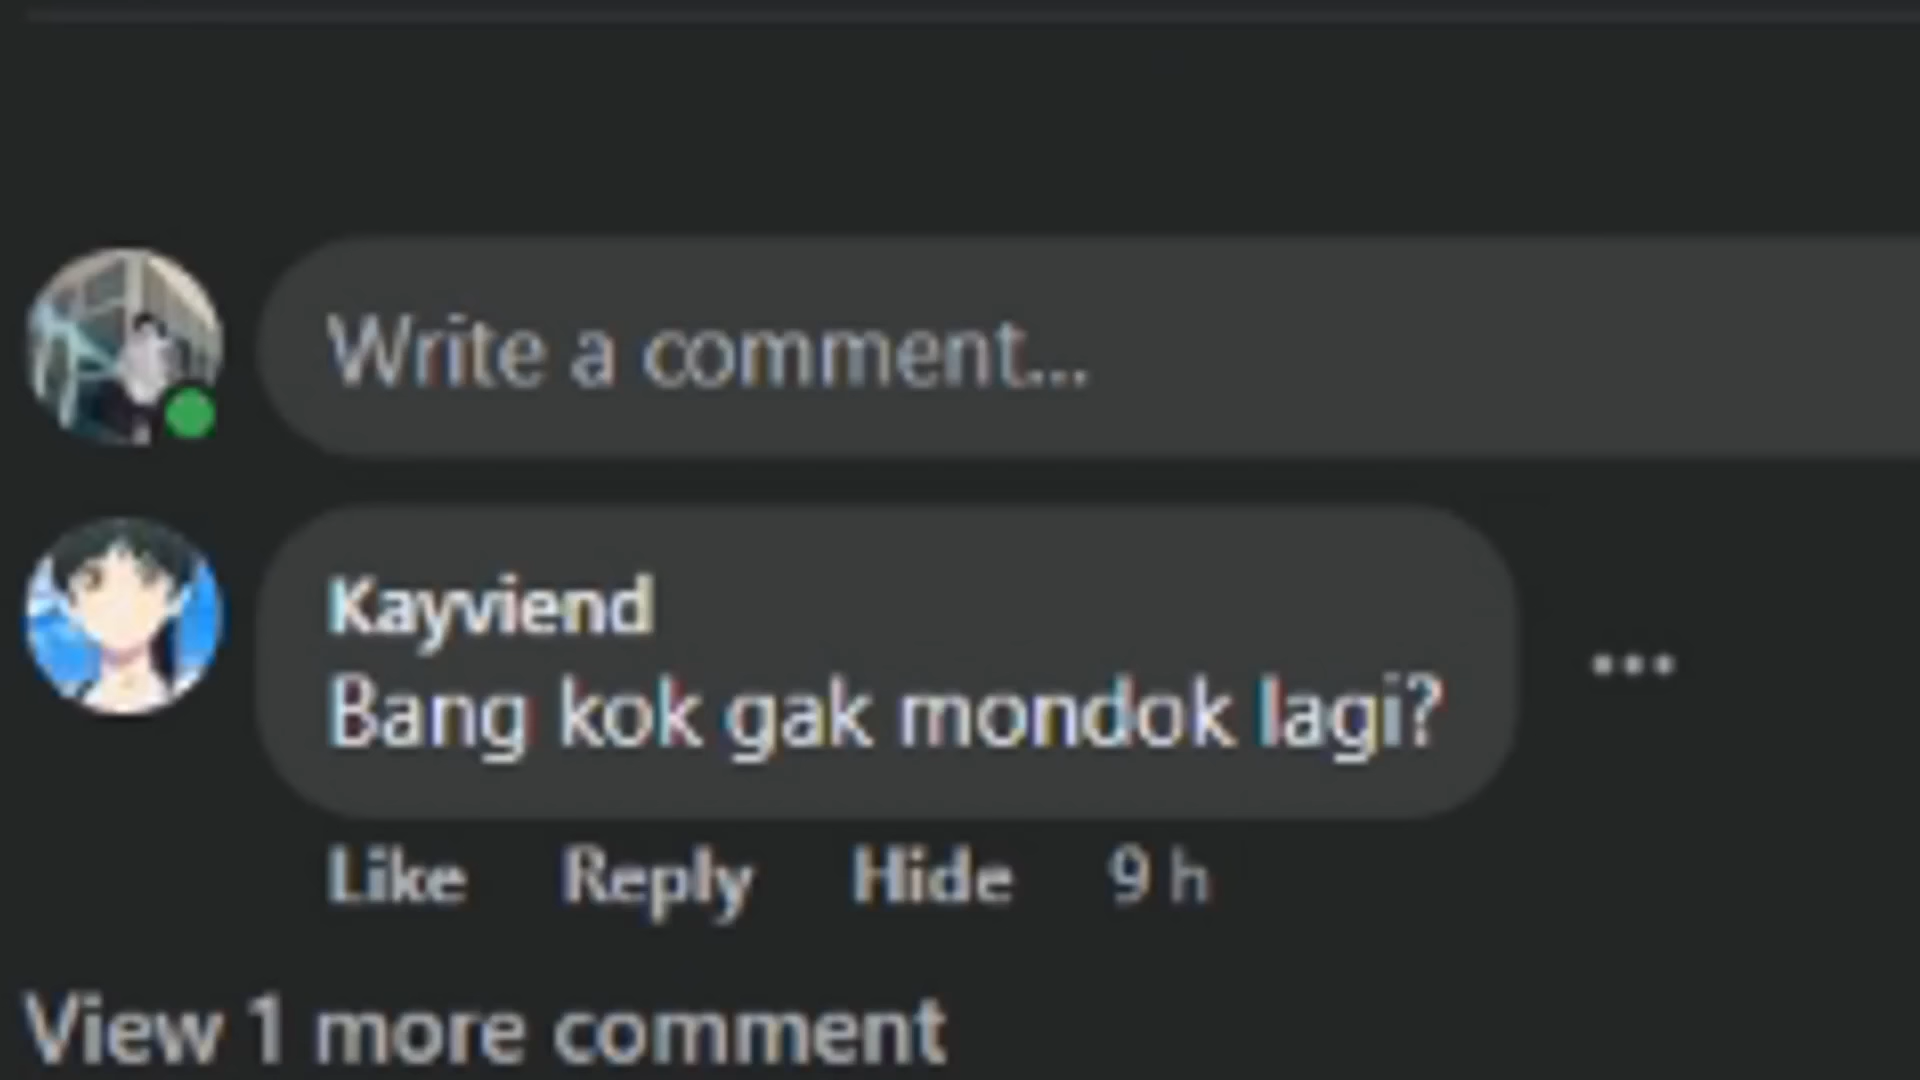 Write a comment...
Kayviend
Bang kok gak mondok lagi?
Like Reply Hide 9 h
View 1 more comment